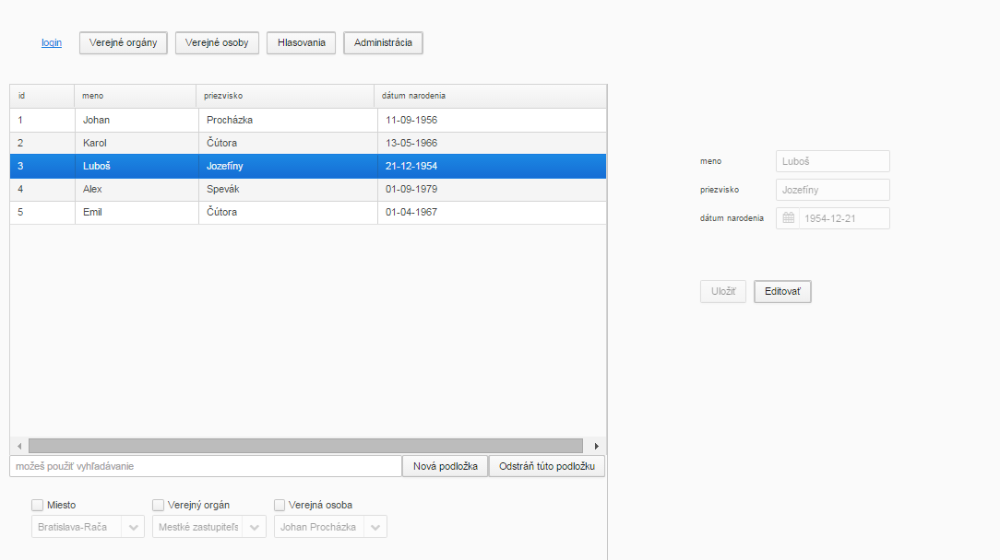 login Verejné orgány Verejné osoby Hlasovania Administrácia
id meno priezvisko dátum narodenia
1 Johan Procházka 11-09-1956
2 Karol Čútora 13-05-1966
3 Luboš Jozefíny 21-12-1954
4 Alex Spevák 01-09-1979
5 Emil Čútora 01-04-1967
možeš použiť vyhľadávanie Nová podložka Odstráň túto podložku
Miesto Verejný orgán Verejná osoba
Bratislava-Rača Mestké zastupiteľs Johan Procházka
meno Luboš
priezvisko Jozefíny
dátum narodenia 1954-12-21
Uložiť Editovať